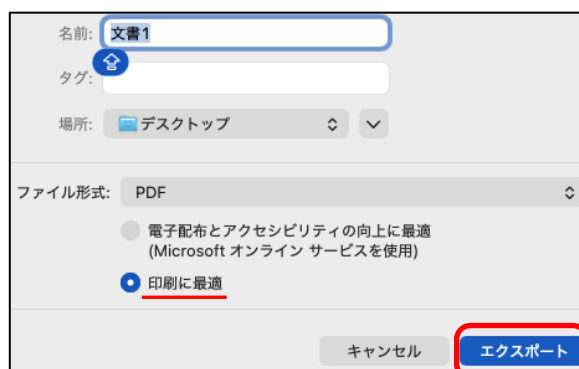 名前: 文書1
タグ:
場所: デスクトップ
ファイル形式: PDF
電子配布とアクセシビリティの向上に最適
(Microsoft オンライン サービスを使用)
印刷に最適
キャンセル エクスポート